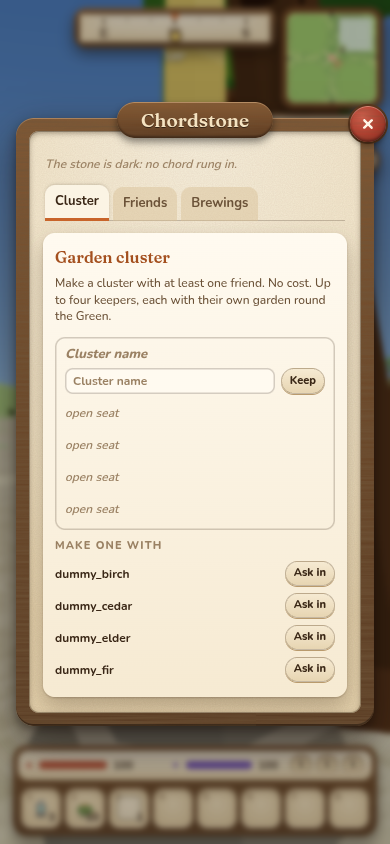 Chordstone
×
The stone is dark: no chord rung in.
Cluster
Friends
Brewings
Garden cluster
Make a cluster with at least one friend. No cost. Up
to four keepers, each with their own garden round
the Green.
Cluster name
Cluster name
Keep
open seat
open seat
open seat
open seat
MAKE ONE WITH
dummy_birch
Ask in
dummy_cedar
Ask in
dummy_elder
Ask in
dummy_fir
Ask in